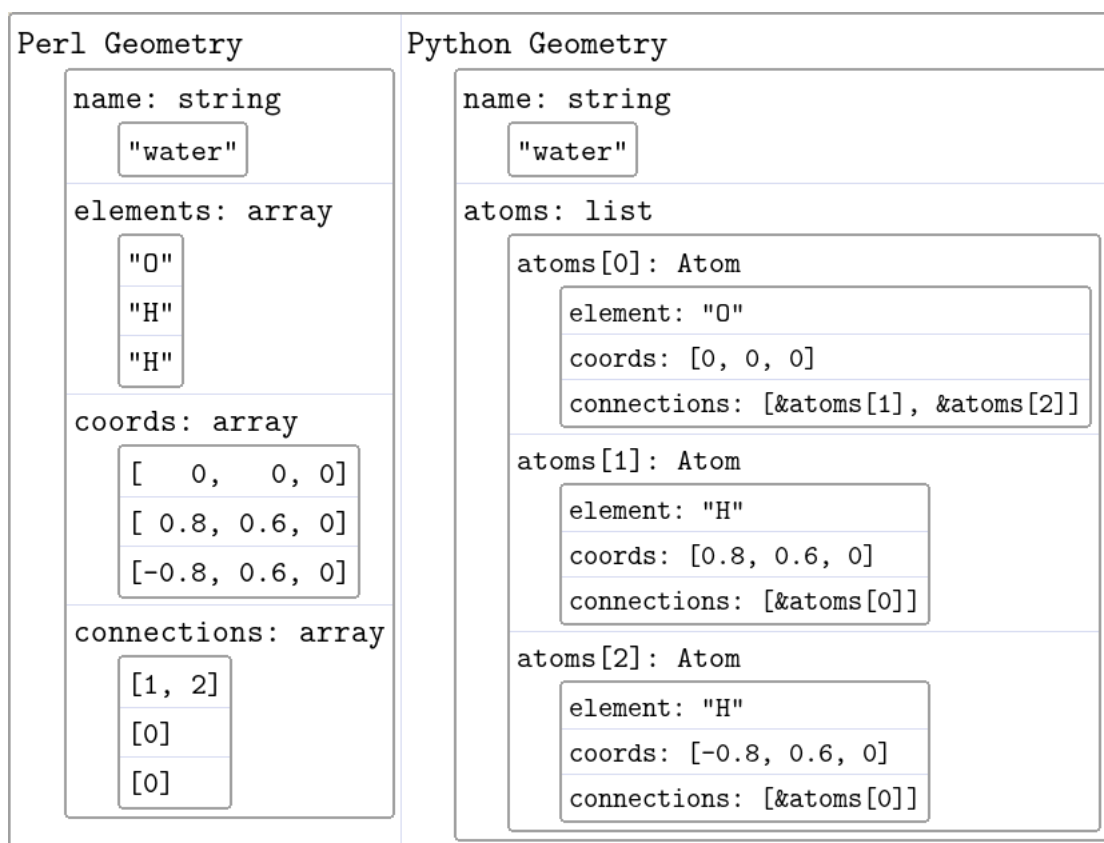 Perl Geometry
name: string
"water"
elements: array
"O"
"H"
"H"
coords: array
[   0,   0, 0]
[ 0.8, 0.6, 0]
[-0.8, 0.6, 0]
connections: array
[1, 2]
[0]
[0]
Python Geometry
name: string
"water"
atoms: list
atoms[0]: Atom
element: "O"
coords: [0, 0, 0]
connections: [&atoms[1], &atoms[2]]
atoms[1]: Atom
element: "H"
coords: [0.8, 0.6, 0]
connections: [&atoms[0]]
atoms[2]: Atom
element: "H"
coords: [-0.8, 0.6, 0]
connections: [&atoms[0]]